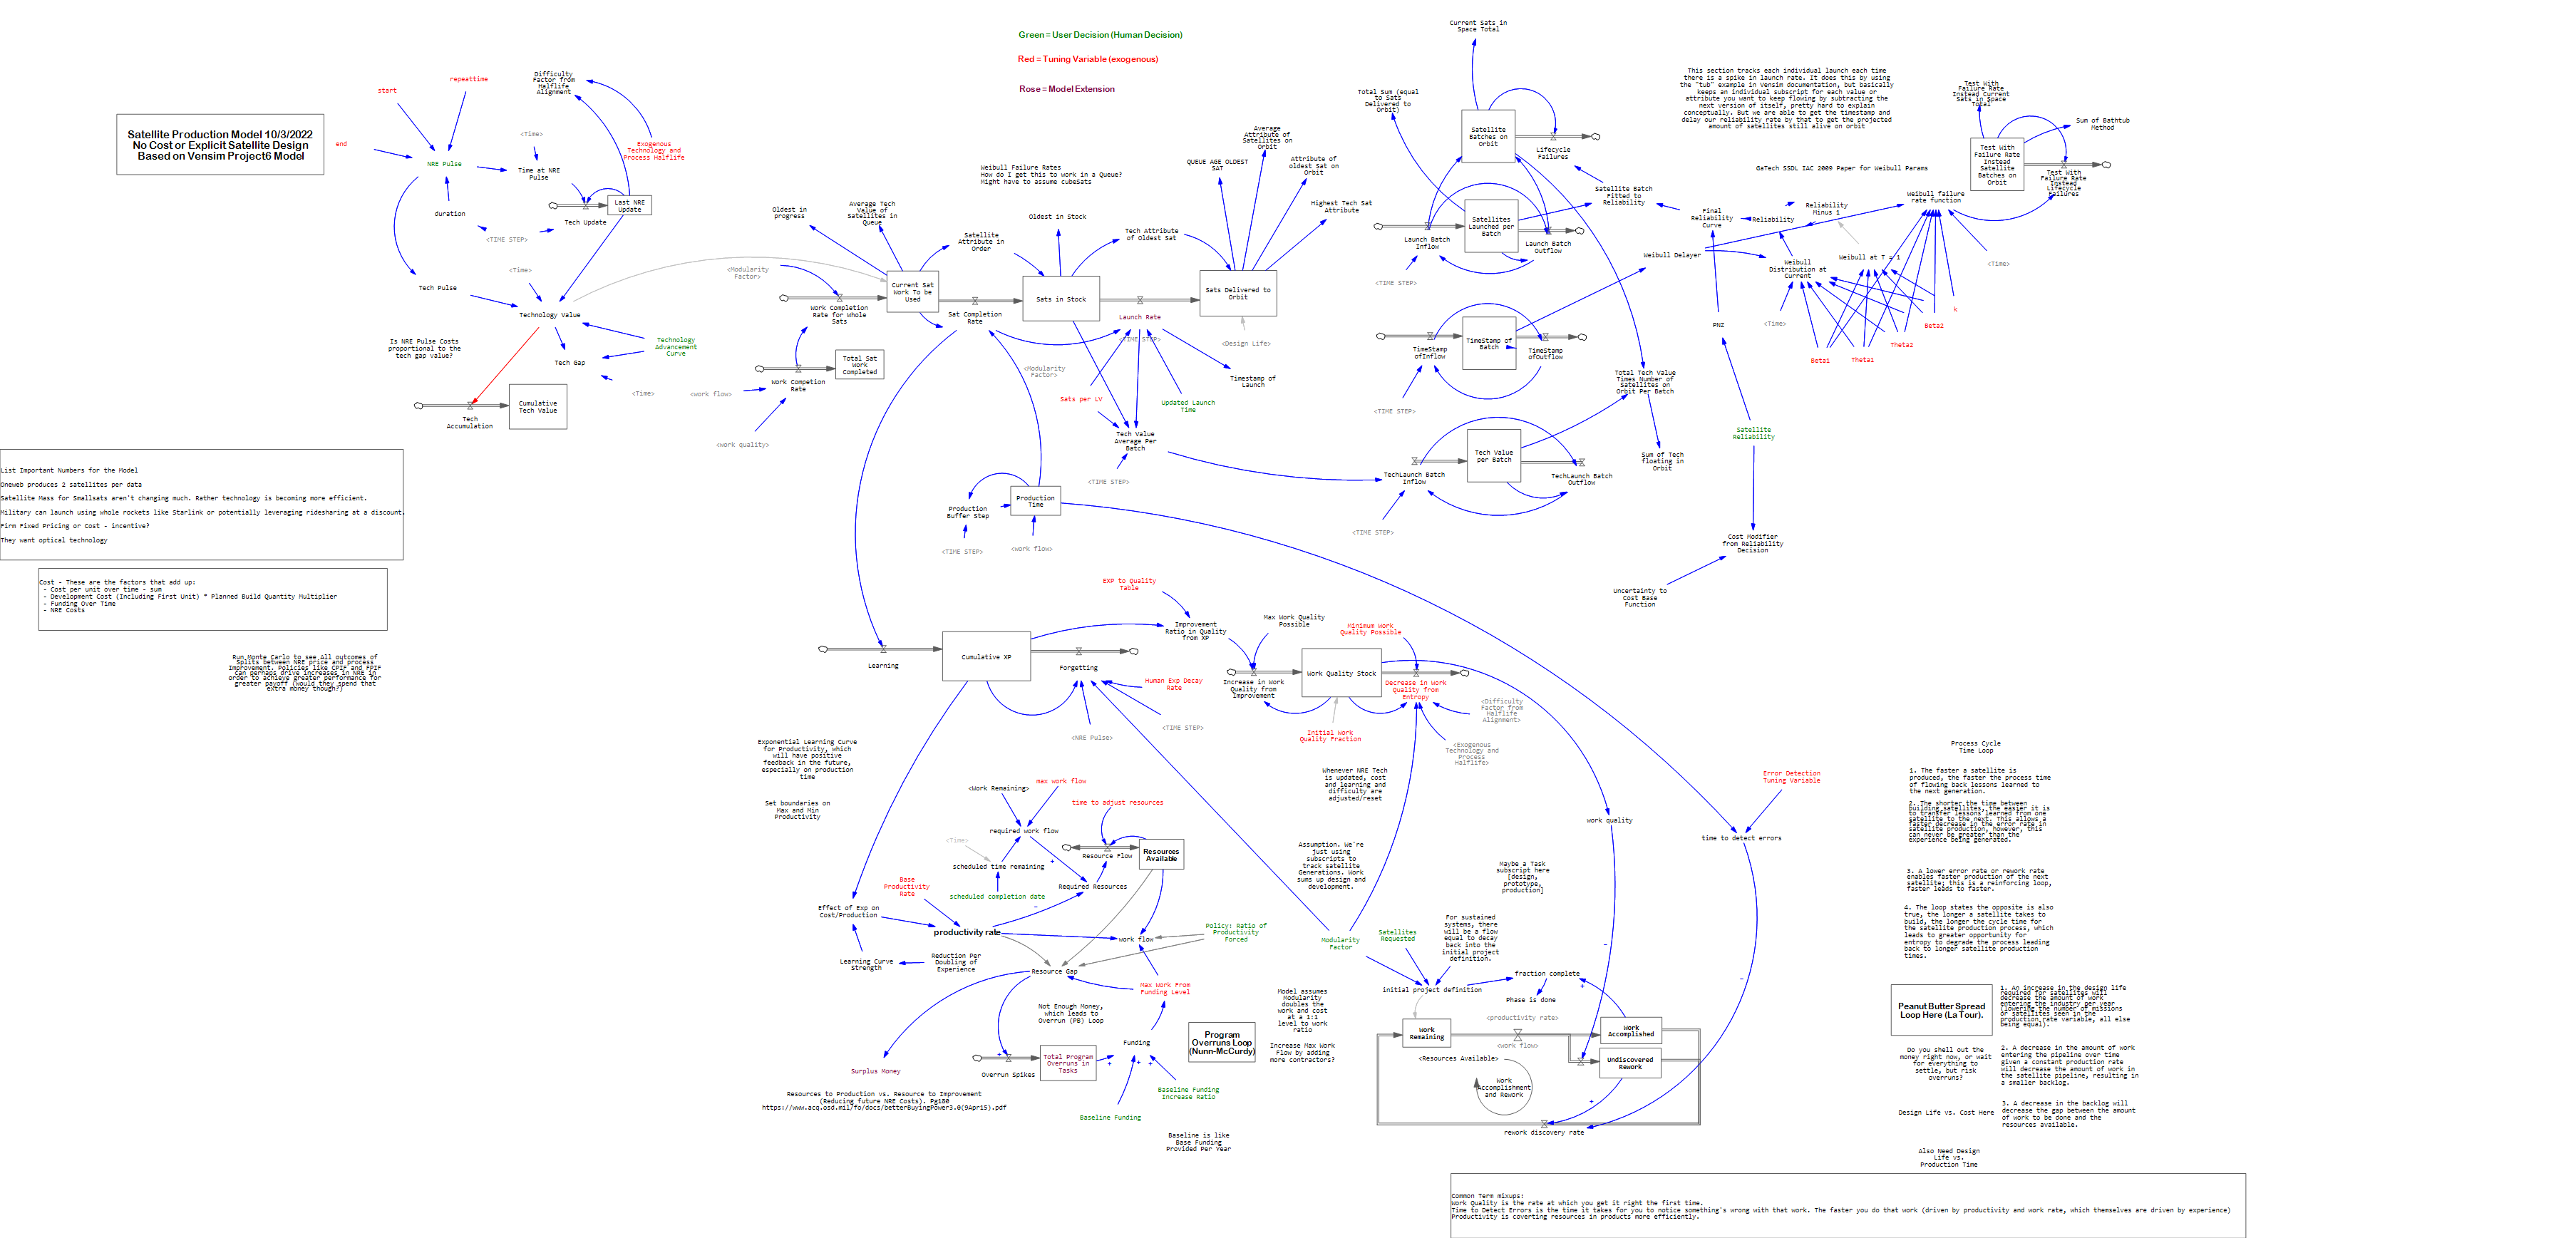 Green = User Decision (Human Decision)
Red = Tuning Variable (exogenous)
Rose = Model Extension
Satellite Production Model 10/3/2022
No Cost or Explicit Satellite Design
Based on Vensim Project6 Model
start
repeattime
end
NRE Pulse
duration
Difficulty
Factor from
Halflife
Alignment
<Time>
Time at NRE
Pulse
Exogenous
Technology and
Process Halflife
Last NRE
Update
Tech Update
<TIME STEP>
<Time>
Tech Pulse
Technology Value
Is NRE Pulse Costs
proportional to the
tech gap value?
Tech Gap
Technology
Advancement
Curve
<Time>
Cumulative
Tech Value
Tech
Accumulation
List Important Numbers for the Model
Oneweb produces 2 satellites per data
Satellite Mass for Smallsats aren't changing much. Rather technology is becoming more efficient.
Military can launch using whole rockets like Starlink or potentially leveraging ridesharing at a discount.
Firm Fixed Pricing or Cost - incentive?
They want optical technology
Cost - These are the factors that add up:
- Cost per unit over time - sum
- Development Cost (Including First Unit) * Planned Build Quantity Multiplier
- Funding Over Time
- NRE Costs
Run Monte Carlo to see All outcomes of
Splits between NRE price and process
Improvement. Policies like CPIF and FPIF
can perhaps drive increases in NRE in
order to achieve greater performance for
greater payoff (would they spend that
extra money though?)
Weibull Failure Rates
How do I get this to work in a Queue?
Might have to assume cubeSats
Oldest in
progress
Average Tech
Value of
Satellites in
Queue
Satellite
Attribute in
Order
Oldest in Stock
Tech Attribute
of Oldest Sat
QUEUE AGE OLDEST
SAT
Average
Attribute of
Satellites on
Orbit
Attribute of
oldest Sat on
Orbit
Highest Tech Sat
Attribute
<Modularity
Factor>
Work Completion
Rate for Whole
Sats
Current Sat
Work To be
Used
Sat Completion
Rate
Sats in Stock
Launch Rate
<TIME STEP>
Sats Delivered to
Orbit
<Design Life>
Total Sat
Work
Completed
Work Competion
Rate
<work flow>
<work quality>
<Modularity
Factor>
Sats per LV
Updated Launch
Time
Timestamp of
Launch
Tech Value
Average Per
Batch
<TIME STEP>
Production
Buffer Step
Production
Time
<TIME STEP>
<work flow>
Current Sats in
Space Total
Total Sum (equal
to Sats
Delivered to
Orbit)
Satellite
Batches on
Orbit
Lifecycle
Failures
Satellite Batch
Fitted to
Reliability
Satellites
Launched per
Batch
Launch Batch
Inflow
Launch Batch
Outflow
<TIME STEP>
TimeStamp of
Batch
TimeStamp
ofInflow
TimeStamp
ofOutflow
<TIME STEP>
Tech Value
per Batch
TechLaunch Batch
Inflow
TechLaunch Batch
Outflow
<TIME STEP>
Total Tech Value
Times Number of
Satellites on
Orbit Per Batch
Sum of Tech
floating in
Orbit
This section tracks each individual launch each time
there is a spike in launch rate. It does this by using
the "tub" example in Vensim documentation, but basically
keeps an individual subscript for each value or
attribute you want to keep flowing by subtracting the
next version of itself, pretty hard to explain
conceptually. But we are able to get the timestamp and
delay our reliability rate by that to get the projected
amount of satellites still alive on orbit
GaTech SSDL IAC 2009 Paper for Weibull Params
Test With
Failure Rate
Instead Current
Sats in Space
Total
Sum of Bathtub
Method
Test With
Failure Rate
Instead
Satellite
Batches on
Orbit
Test With
Failure Rate
Instead
Lifecycle
Failures
Weibull failure
rate function
Final
Reliability
Curve
Reliability
Reliability
Minus 1
Weibull Delayer
Weibull
Distribution at
Current
Weibull at T = 1
<Time>
<Time>
PNZ
k
Beta2
Theta2
Theta1
Beta1
Satellite
Reliability
Cost Modifier
from Reliability
Decision
Uncertainty to
Cost Base
Function
EXP to Quality
Table
Improvement
Ratio in Quality
from XP
Max Work Quality
Possible
Minimum Work
Quality Possible
Learning
Cumulative XP
Forgetting
Human Exp Decay
Rate
<TIME STEP>
<NRE Pulse>
Increase in Work
Quality from
Improvement
Work Quality Stock
Decrease in Work
Quality from
Entropy
<Difficulty
Factor from
Halflife
Alignment>
<Exogenous
Technology and
Process
Halflife>
Initial Work
Quality Fraction
Whenever NRE Tech
is updated, cost
and learning and
difficulty are
adjusted/reset
Exponential Learning Curve
for Productivity, which
will have positive
feedback in the future,
especially on production
time
Set boundaries on
Max and Min
Productivity
<Work Remaining>
max work flow
time to adjust resources
required work flow
<Time>
scheduled time remaining
scheduled completion date
Resource Flow
Resources
Available
Required Resources
Base
Productivity
Rate
Effect of Exp on
Cost/Production
productivity rate
work flow
Policy: Ratio of
Productivity
Forced
Learning Curve
Strength
Reduction Per
Doubling of
Experience
Resource Gap
Max Work From
Funding Level
Not Enough Money,
which leads to
Overrun (PB) Loop
Program
Overruns Loop
(Nunn-McCurdy)
Funding
Total Program
Overruns in
Tasks
Overrun Spikes
Surplus Money
Baseline Funding
Increase Ratio
Baseline Funding
Resources to Production vs. Resource to Improvement
(Reducing future NRE Costs). Pg180
https://www.acq.osd.mil/fo/docs/betterBuyingPower3.0(9Apr15).pdf
Baseline is like
Base Funding
Provided Per Year
Assumption. We're
just using
subscripts to
track satellite
Generations. Work
sums up design and
development.
Modularity
Factor
Satellites
Requested
For sustained
systems, there
will be a flow
equal to decay
back into the
initial project
definition.
Maybe a Task
subscript here
[design,
prototype,
production]
work quality
Error Detection
Tuning Variable
time to detect errors
Model assumes
Modularity
doubles the
work and cost
at a 1:1
level to work
ratio
Increase Max Work
Flow by adding
more contractors?
initial project definition
fraction complete
Phase is done
<productivity rate>
Work
Remaining
<work flow>
Work
Accomplished
Undiscovered
Rework
<Resources Available>
Work
Accomplishment
and Rework
rework discovery rate
Process Cycle
Time Loop
1. The faster a satellite is
produced, the faster the process time
of flowing back lessons learned to
the next generation.
2. The shorter the time between
building satellites, the easier it is
to transfer lessons learned from one
satellite to the next. This allows a
faster decrease in the error rate in
satellite production, however, this
can never be greater than the
experience being generated.
3. A lower error rate or rework rate
enables faster production of the next
satellite; this is a reinforcing loop,
faster leads to faster.
4. The loop states the opposite is also
true, the longer a satellite takes to
build, the longer the cycle time for
the satellite production process, which
leads to greater opportunity for
entropy to degrade the process leading
back to longer satellite production
times.
Peanut Butter Spread
Loop Here (La Tour).
1. An increase in the design life
required for satellites will
decrease the amount of work
entering the industry per year
(lowering the number of missions
or satellites seen in the
production rate variable, all else
being equal).
Do you shell out the
money right now, or wait
for everything to
settle, but risk
overruns?
2. A decrease in the amount of work
entering the pipeline over time
given a constant production rate
will decrease the amount of work in
the satellite pipeline, resulting in
a smaller backlog.
Design Life vs. Cost Here
3. A decrease in the backlog will
decrease the gap between the amount
of work to be done and the
resources available.
Also Need Design
Life vs.
Production Time
Common Term mixups:
Work Quality is the rate at which you get it right the first time.
Time to Detect Errors is the time it takes for you to notice something's wrong with that work. The faster you do that work (driven by productivity and work rate, which themselves are driven by experience)
Productivity is coverting resources in products more efficiently.